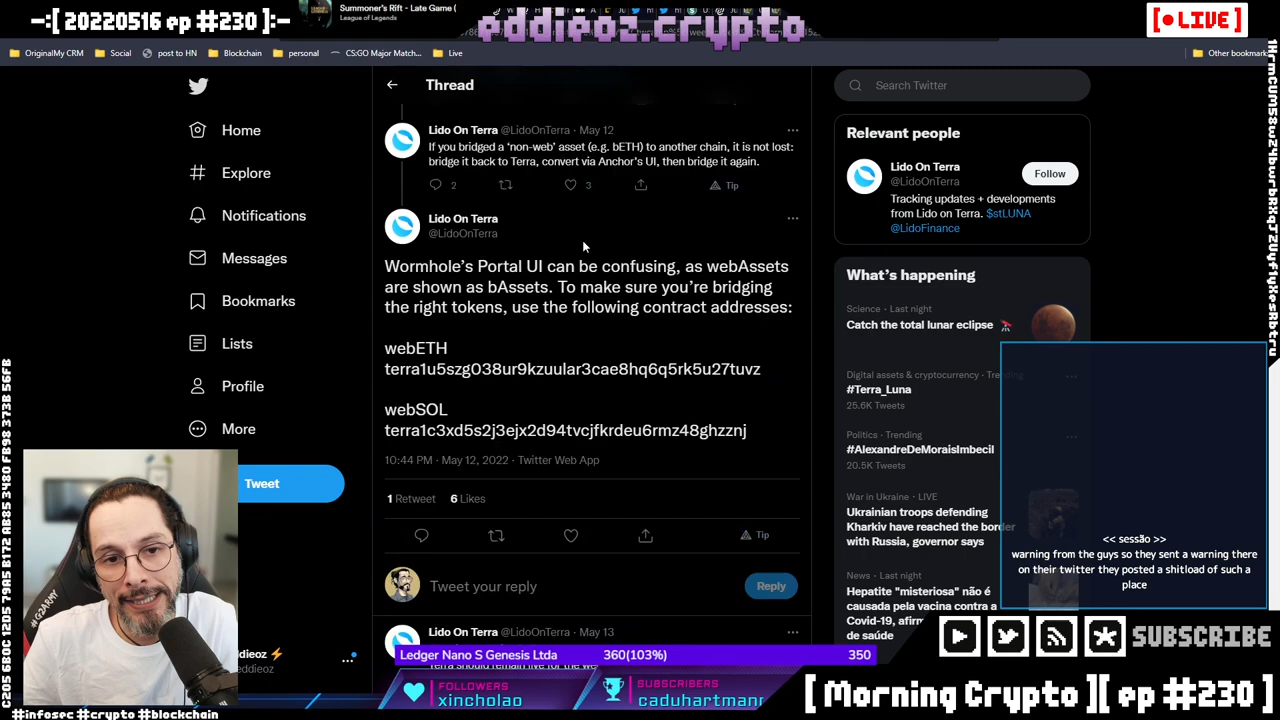 -:[ 20220516 ep #230 ]:-
Summoner's Rift - Late Game (
League of Legends
eddieoz.crypto
[● LIVE ]
OriginalMy CRM
Social
post to HN
Blockchain
personal
CS:GO Major Match...
Live
Other bookmark
Thread
Search Twitter
Home
Explore
Notifications
Messages
Bookmarks
Lists
Profile
More
Tweet
Lido On Terra @LidoOnTerra · May 12
If you bridged a 'non-web' asset (e.g. bETH) to another chain, it is not lost:
bridge it back to Terra, convert via Anchor's UI, then bridge it again.
2
3
Tip
Lido On Terra
@LidoOnTerra
Wormhole's Portal UI can be confusing, as webAssets
are shown as bAssets. To make sure you're bridging
the right tokens, use the following contract addresses:
webETH
terra1u5szg038ur9kzuular3cae8hq6q5rk5u27tuvz
webSOL
terra1c3xd5s2j3ejx2d94tvcjfkrdeu6rmz48ghzznj
10:44 PM · May 12, 2022 · Twitter Web App
1 Retweet 6 Likes
Tip
Tweet your reply
Reply
Lido On Terra @LidoOnTerra · May 13
Relevant people
Lido On Terra
@LidoOnTerra
Follow
Tracking updates + developments
from Lido on Terra. $stLUNA
@LidoFinance
What's happening
Science · Last night
Catch the total lunar eclipse
Digital assets & cryptocurrency · Trending
#Terra_Luna
25.6K Tweets
Politics · Trending
#AlexandreDeMoraisImbecil
20.5K Tweets
War in Ukraine · LIVE
Ukrainian troops defending
Kharkiv have reached the border
with Russia, governor says
News · Last night
Hepatite "misteriosa" não é
causada pela vacina contra a
Covid-19,
de saúde
<< sessão >>
warning from the guys so they sent a warning there
on their twitter they posted a shitload of such a
place
#G2ARMY
ddieoz
eddieoz
Ledger Nano S Genesis Ltda 360(103%) 350
FOLLOWERS
xincholao
SUBSCRIBERS
caduhartmann
SUBSCRIBE
[ Morning Crypto ][ ep #230 ]
#infosec #crypto #blockchain